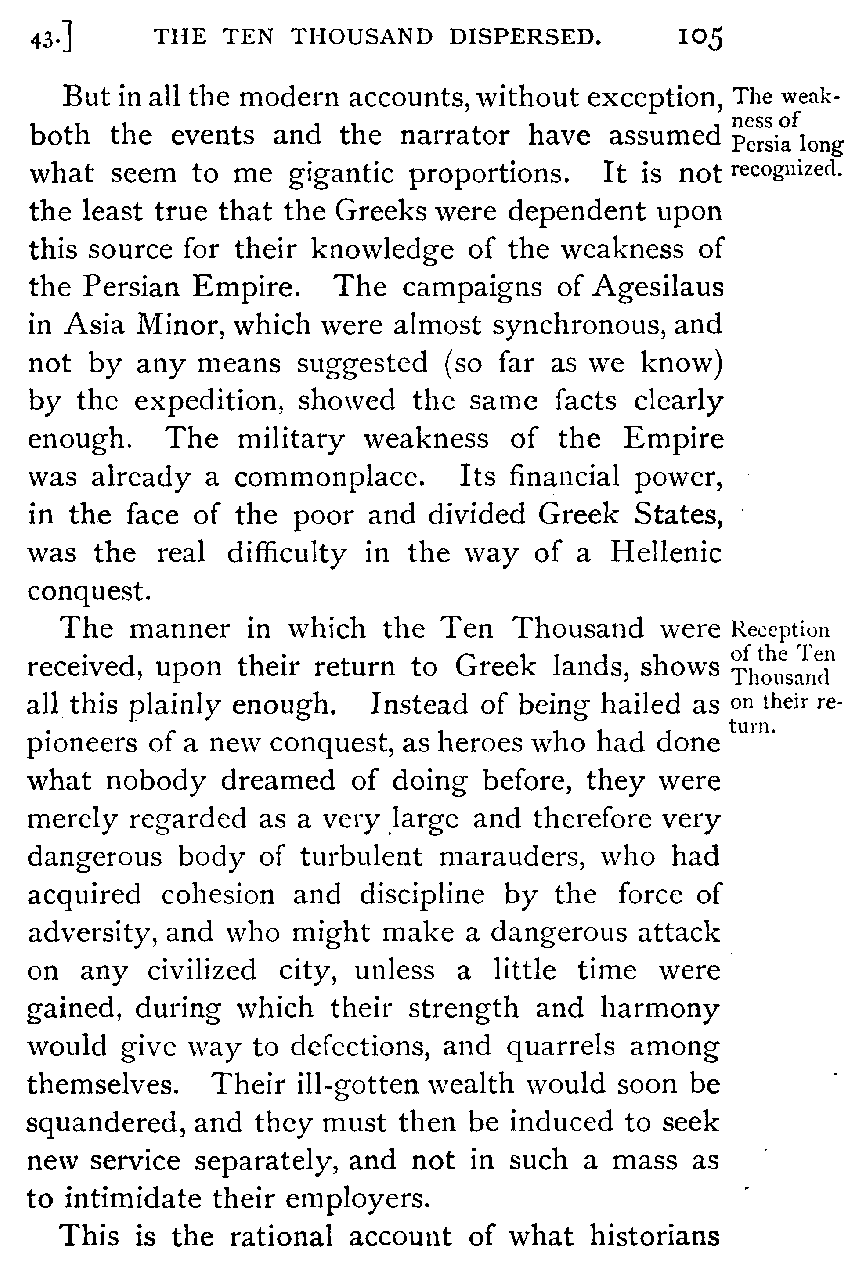 43.] THE TEN THOUSAND DISPERSED. 105
But in all the modern accounts, without exception,
both the events and the narrator have assumed
what seem to me gigantic proportions. It is not
the least true that the Greeks were dependent upon
this source for their knowledge of the weakness of
the Persian Empire. The campaigns of Agesilaus
in Asia Minor, which were almost synchronous, and
not by any means suggested (so far as we know)
by the expedition, showed the same facts clearly
enough. The military weakness of the Empire
was already a commonplace. Its financial power,
in the face of the poor and divided Greek States,
was the real difficulty in the way of a Hellenic
conquest.
The weak-
ness of
Persia long
recognized.
The manner in which the Ten Thousand were
received, upon their return to Greek lands, shows
all this plainly enough. Instead of being hailed as
pioneers of a new conquest, as heroes who had done
what nobody dreamed of doing before, they were
merely regarded as a very large and therefore very
dangerous body of turbulent marauders, who had
acquired cohesion and discipline by the force of
adversity, and who might make a dangerous attack
on any civilized city, unless a little time were
gained, during which their strength and harmony
would give way to defections, and quarrels among
themselves. Their ill-gotten wealth would soon be
squandered, and they must then be induced to seek
new service separately, and not in such a mass as
to intimidate their employers.
Reception
of the Ten
Thousand
on their re-
turn.
This is the rational account of what historians